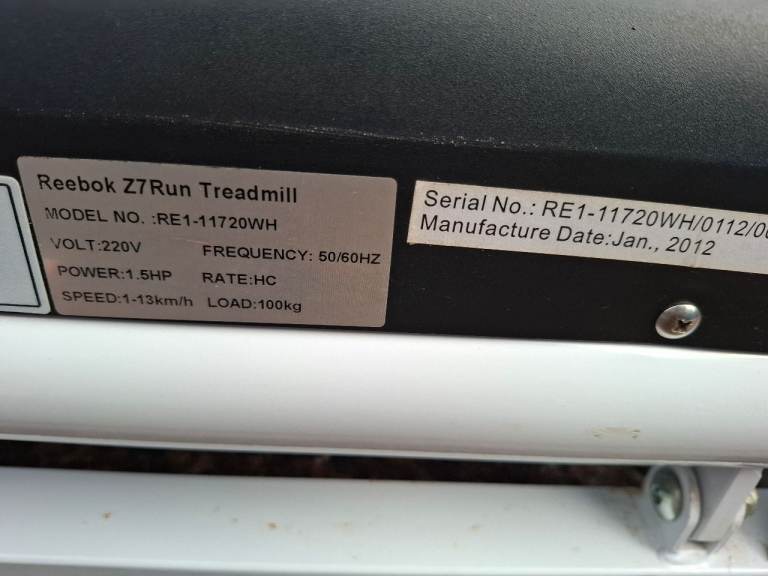 Reebok Z7Run Treadmill
MODEL NO. :RE1-11720WH
VOLT:220V FREQUENCY: 50/60HZ
POWER:1.5HP RATE:HC
SPEED:1-13km/h LOAD:100kg
Serial No.: RE1-11720WH/0112/0
Manufacture Date:Jan., 2012